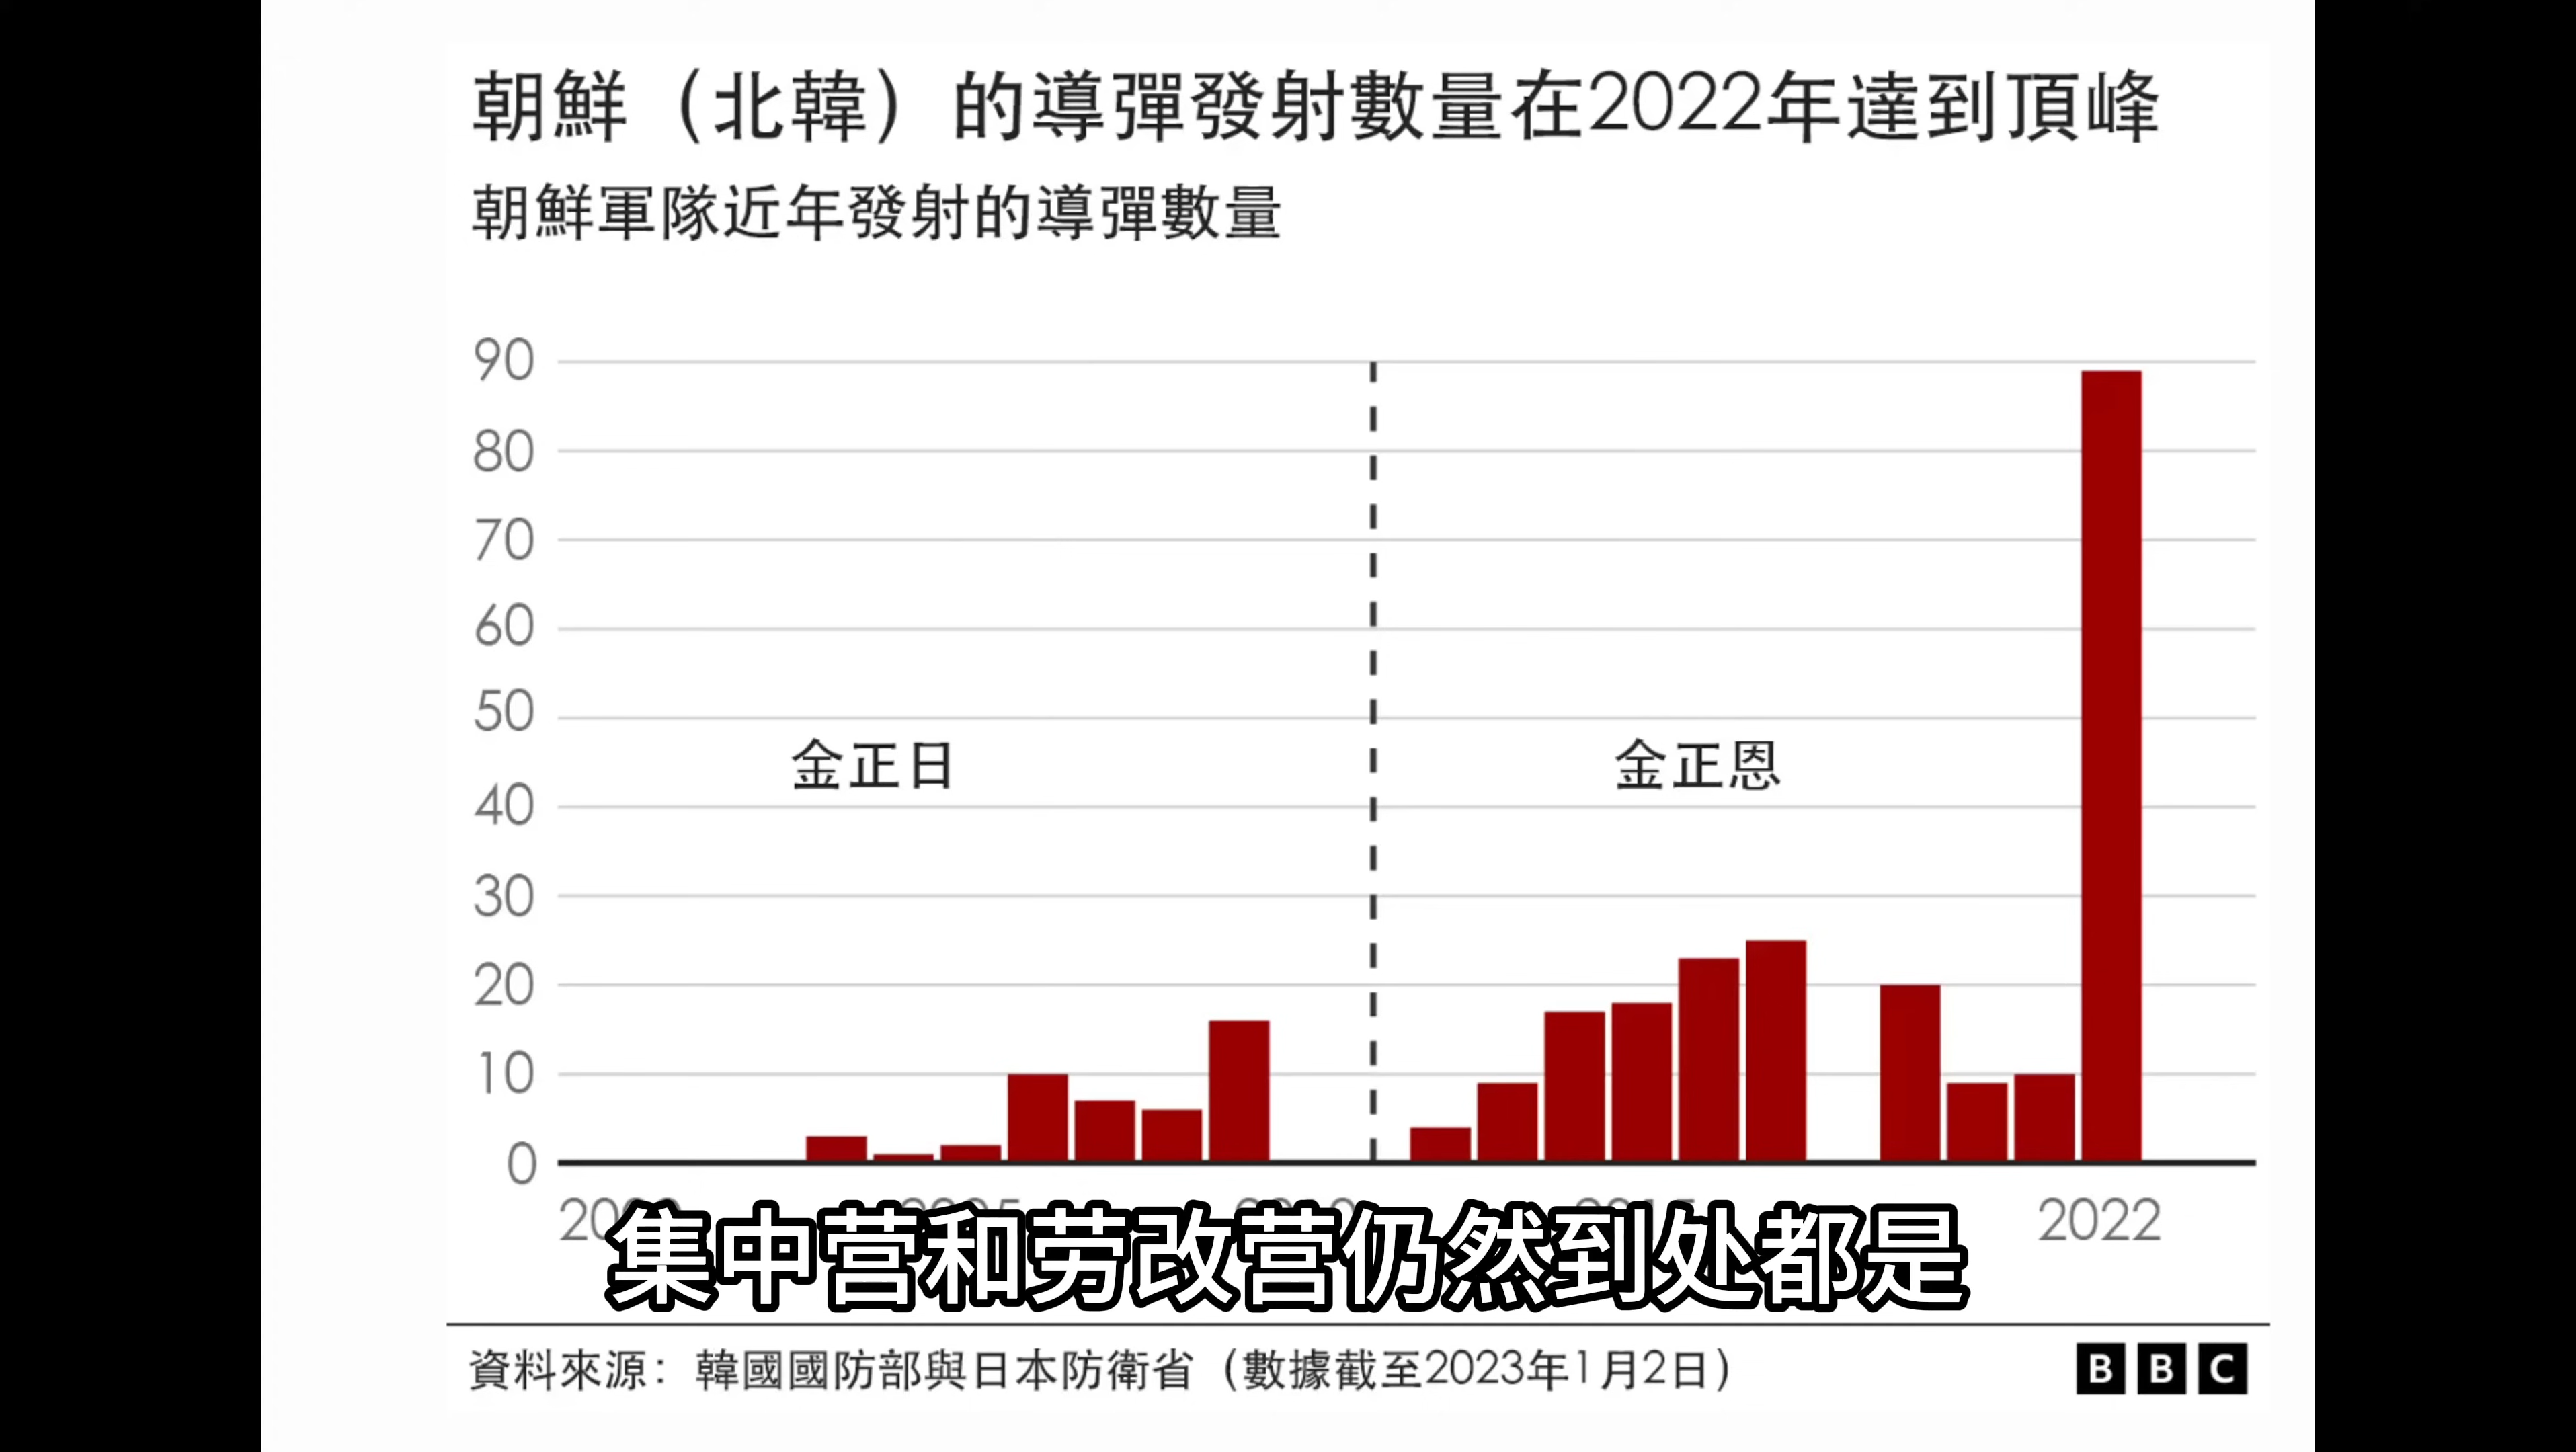 朝鮮（北韓）的導彈發射數量在2022年達到頂峰
朝鮮軍隊近年發射的導彈數量
90
80
70
60
50
金正日
金正恩
40
30
20
10
0
2022
集中营和劳改营仍然到处都是
資料來源：韓國國防部與日本防衛省（數據截至2023年1月2日）
BBC